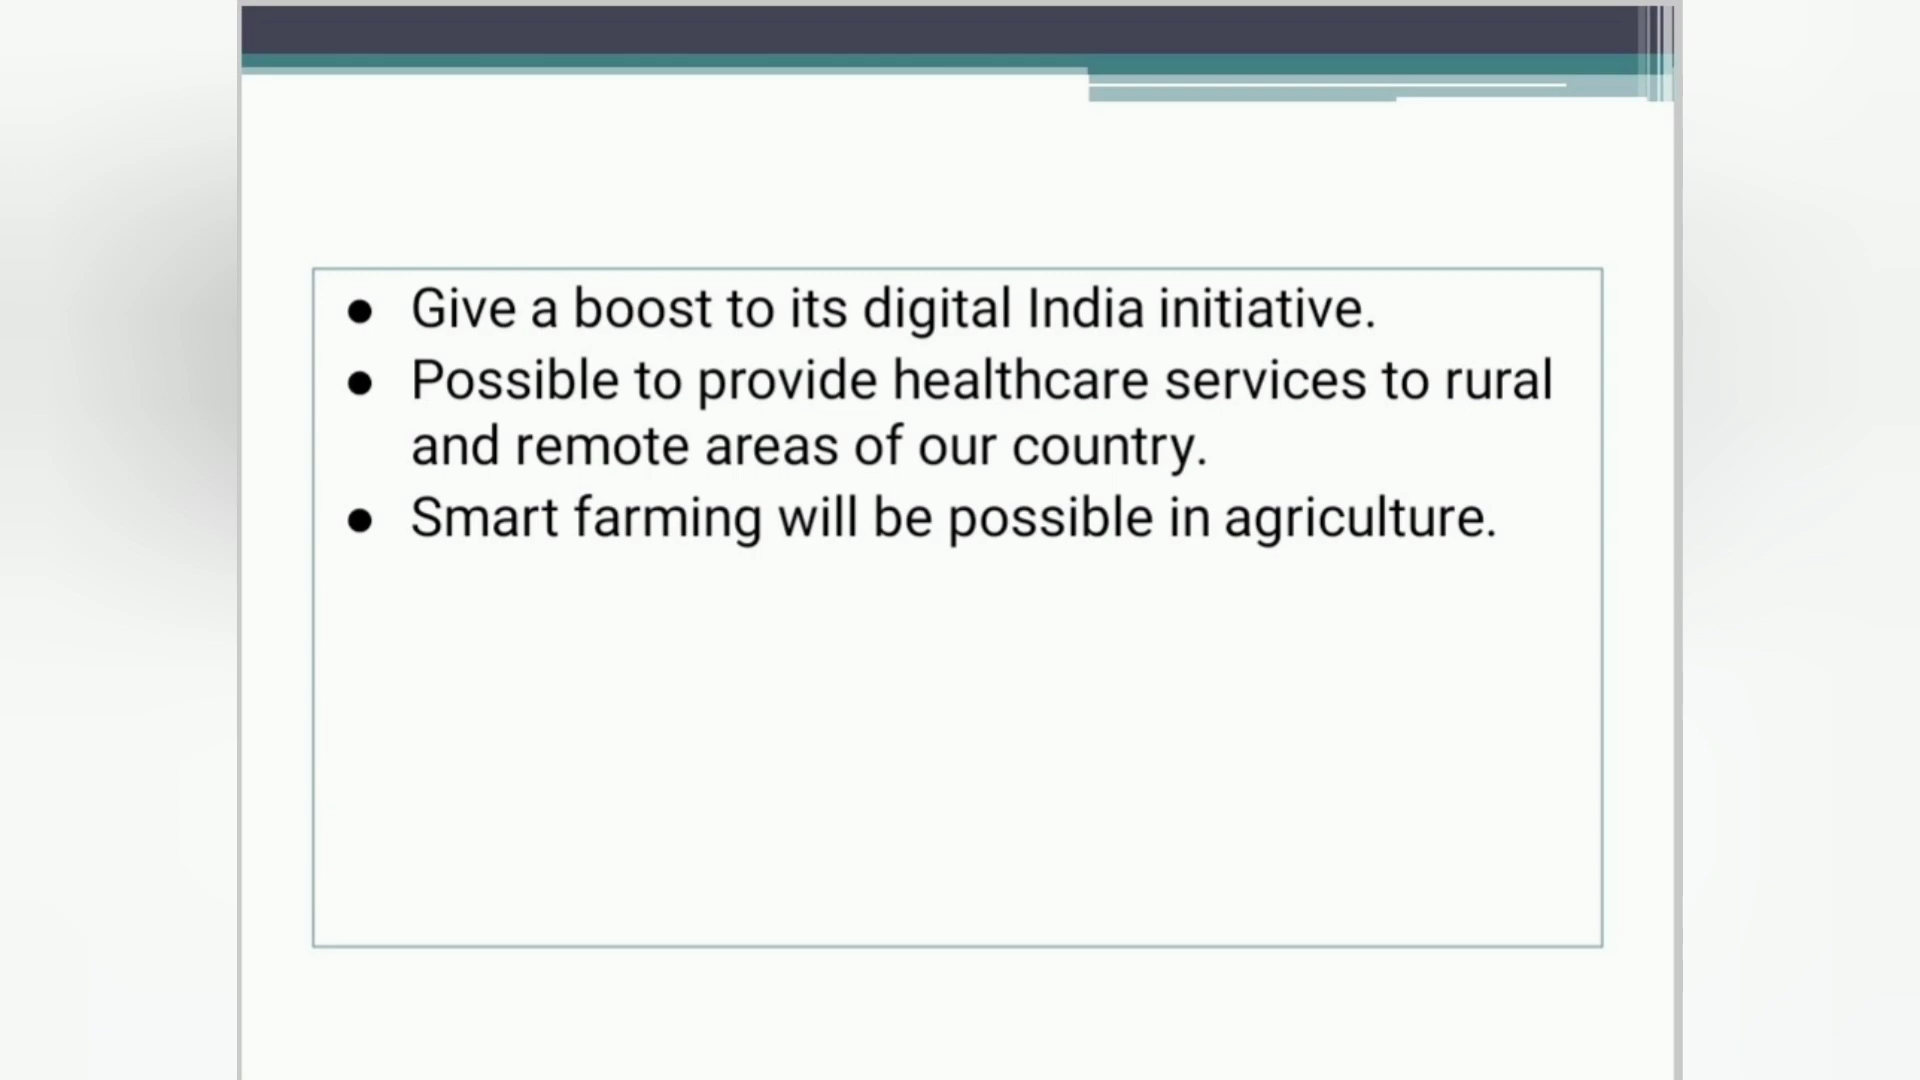 ● Give a boost to its digital India initiative.
● Possible to provide healthcare services to rural
and remote areas of our country.
● Smart farming will be possible in agriculture.